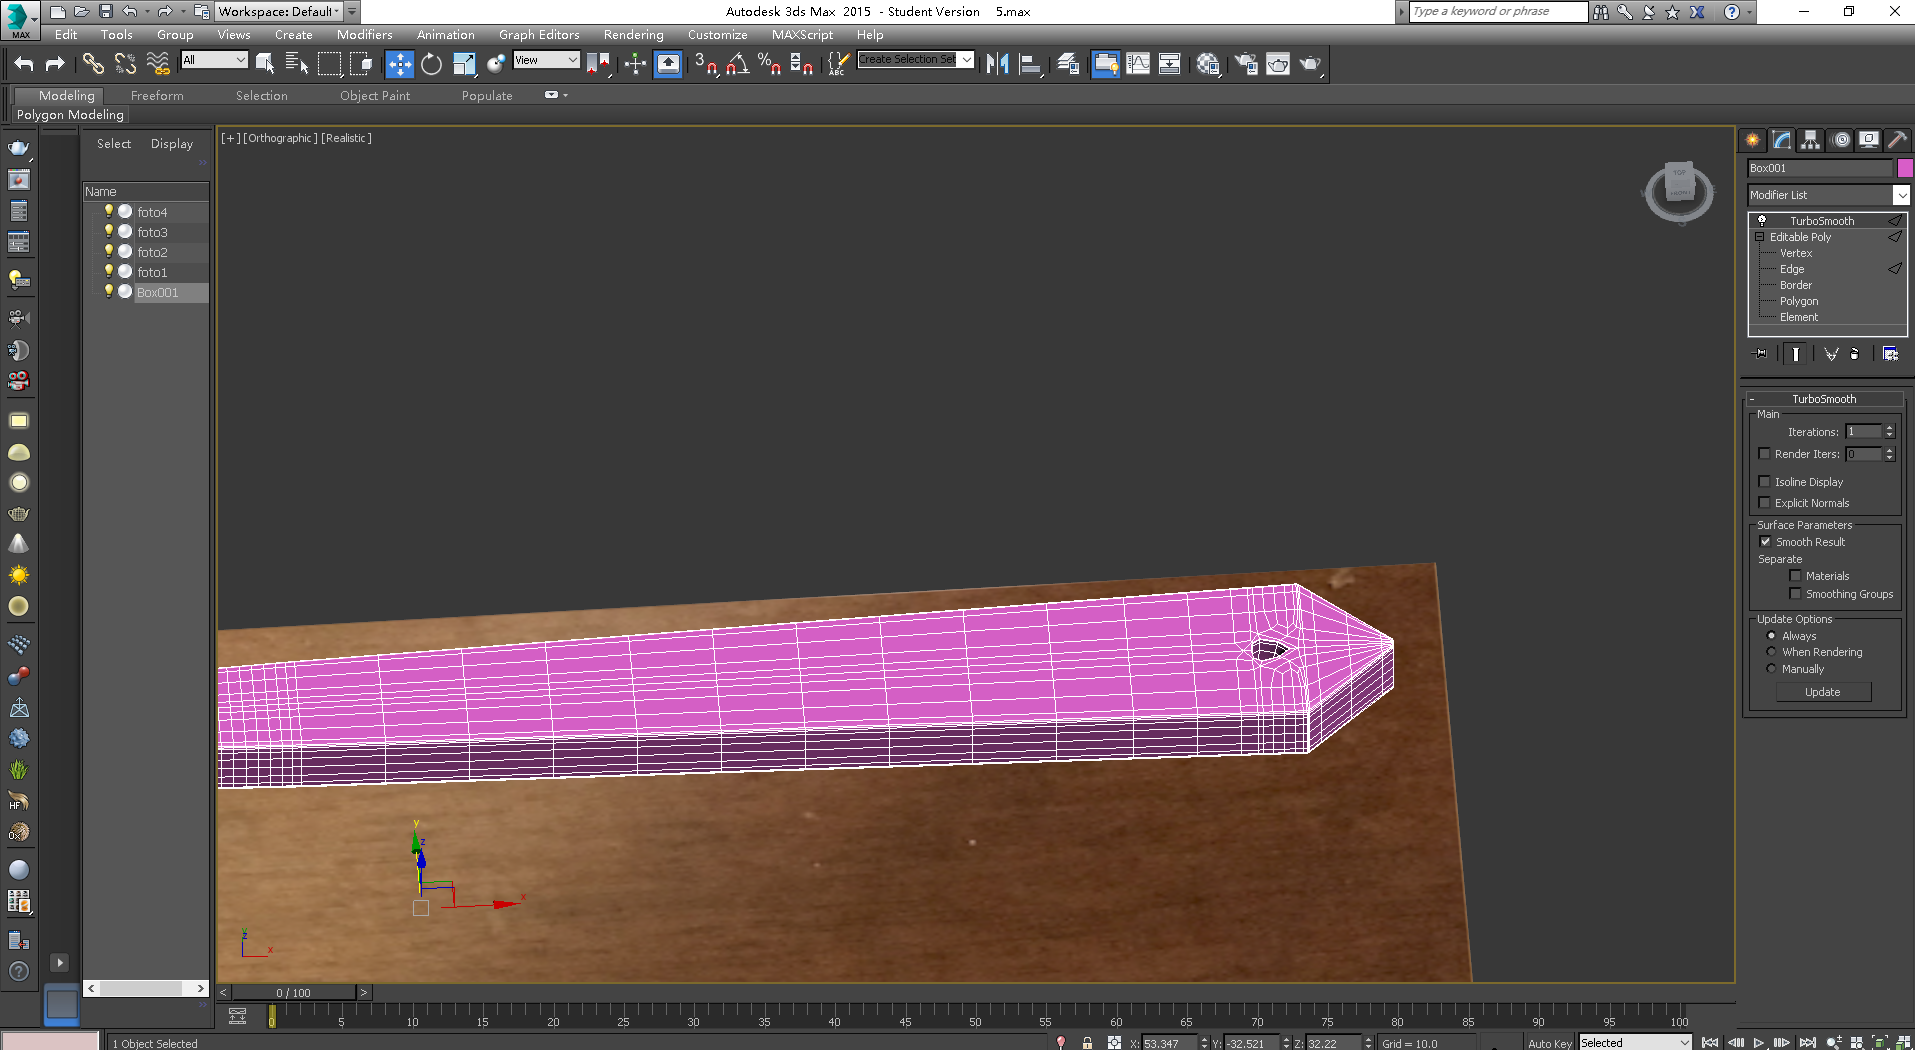 Workspace: Default
Autodesk 3ds Max 2015 - Student Version 5.max
Type a keyword or phrase
MAX
Edit Tools Group Views Create Modifiers Animation Graph Editors Rendering Customize MAXScript Help
All
View
3
Create Selection Set
ABC
Modeling Freeform Selection Object Paint Populate
Polygon Modeling
Select Display
Name
foto4
foto3
foto2
foto1
Box001
[+] [Orthographic ] [Realistic ]
TOP
Box001
Modifier List
TurboSmooth
Editable Poly
Vertex
Edge
Border
Polygon
Element
- TurboSmooth
Main
Iterations: 1
Render Iters: 0
Isoline Display
Explicit Normals
Surface Parameters
Smooth Result
Separate
Materials
Smoothing Groups
Update Options
Always
When Rendering
Manually
Update
HF
Ox
y
z
x
y
z
x
< 0 / 100 >
0 5 10 15 20 25 30 35 40 45 50 55 60 65 70 75 80 85 90 95 100
1 Object Selected
X: 53.347 Y: -32.521 Z: 32.22 Grid = 10.0
Auto Key Selected